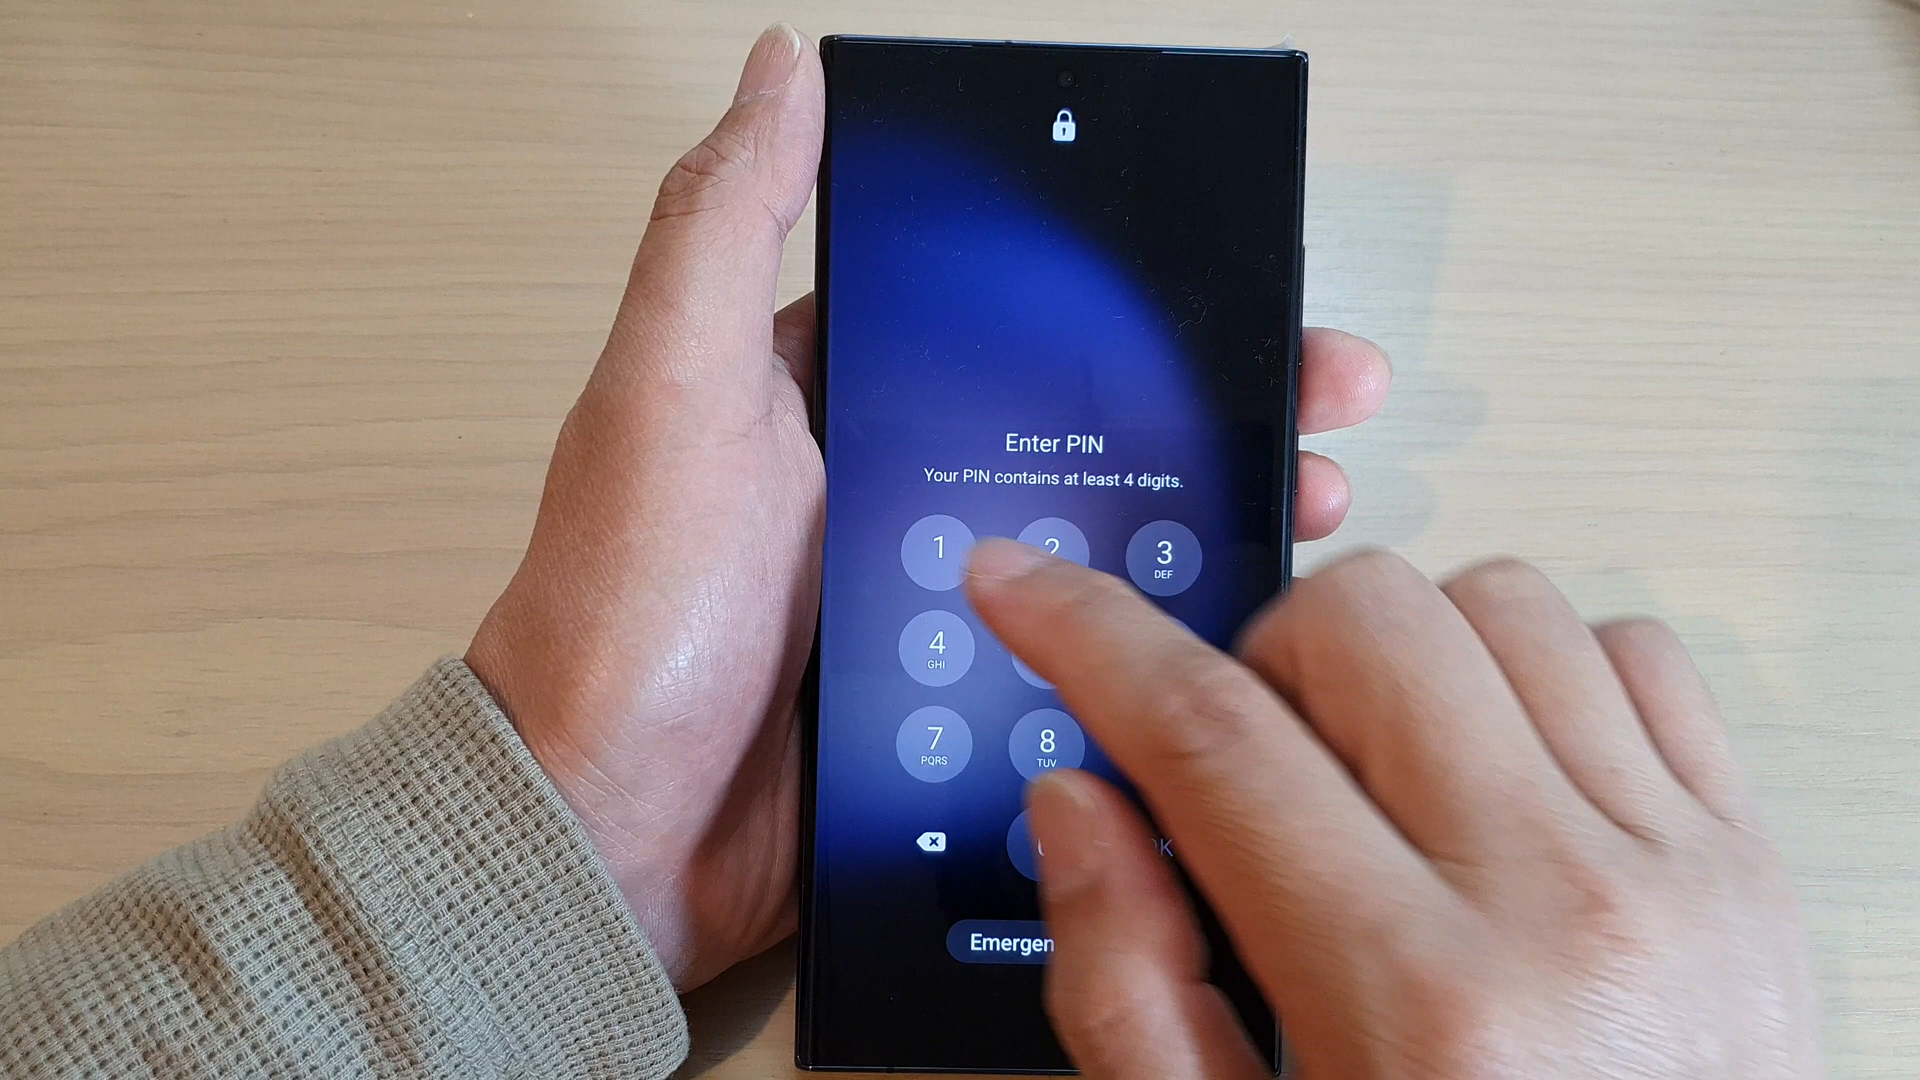 Enter PIN
Your PIN contains at least 4 digits.
1 2 3
DEF
4
GHI
7 8
PQRS TUV